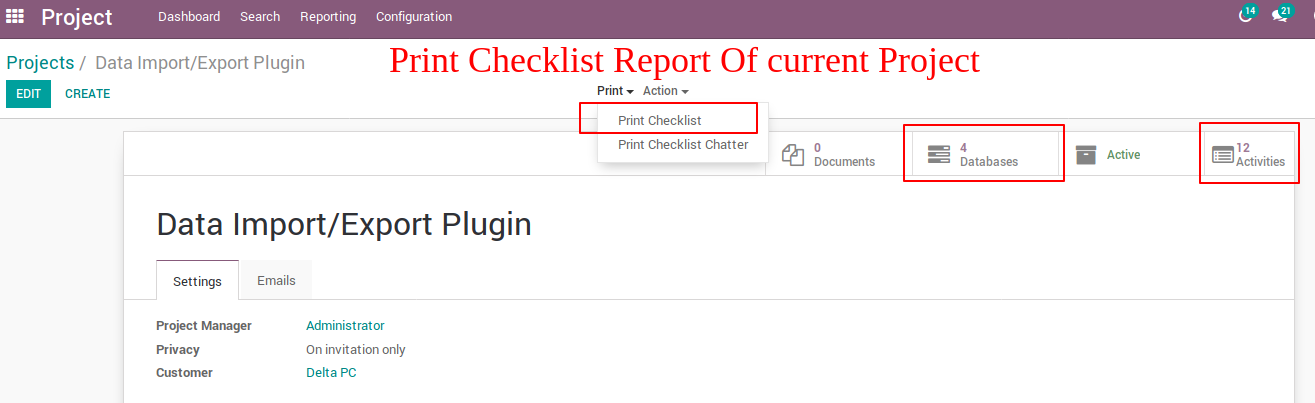 Project Dashboard Search Reporting Configuration 14 21
Projects / Data Import/Export Plugin
Print Checklist Report Of current Project
EDIT CREATE Print Action
Print Checklist
Print Checklist Chatter
0 Documents
4 Databases
Active
12 Activities
Data Import/Export Plugin
Settings Emails
Project Manager Administrator
Privacy On invitation only
Customer Delta PC